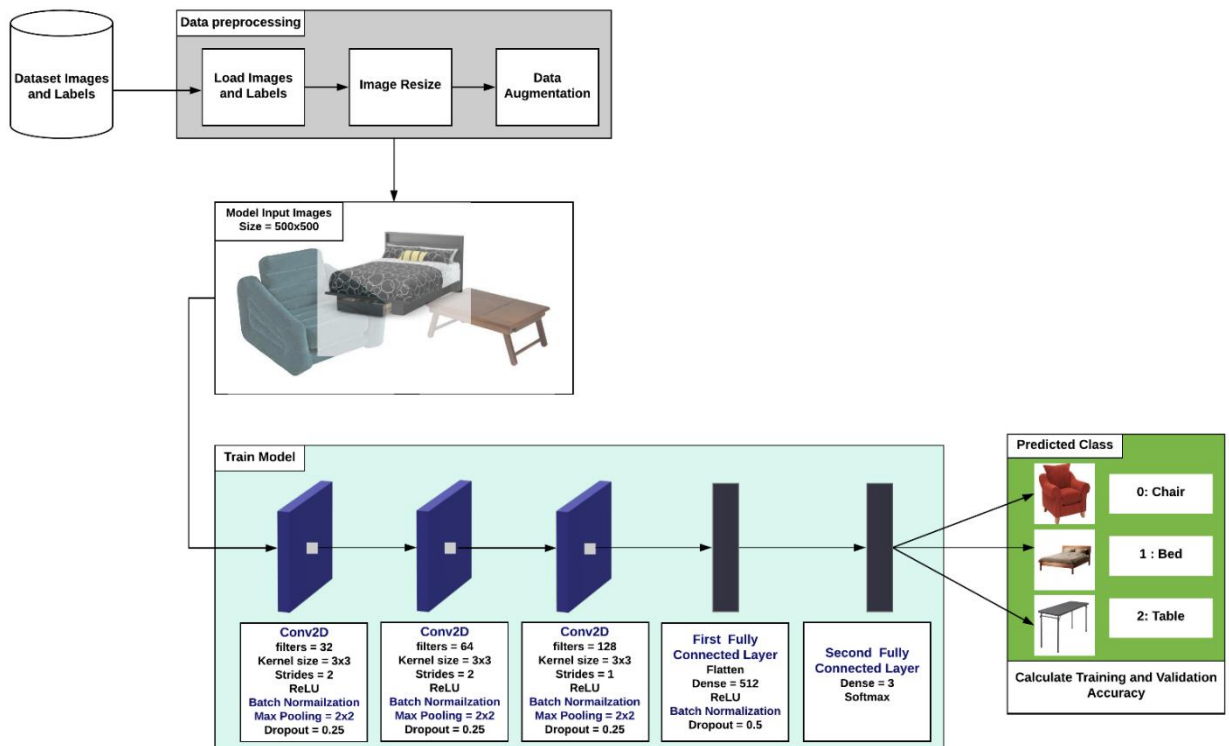 Data preprocessing
Dataset Images
and Labels
Load Images
and Labels
Image Resize
Data
Augmentation
Model Input Images
Size = 500x500
Train Model
Conv2D
filters = 32
Kernel size = 3x3
Strides = 2
ReLU
Batch Normailzation
Max Pooling = 2x2
Dropout = 0.25
Conv2D
filters = 64
Kernel size = 3x3
Strides = 2
ReLU
Batch Normailzation
Max Pooling = 2x2
Dropout = 0.25
Conv2D
filters = 128
Kernel size = 3x3
Strides = 1
ReLU
Batch Normailzation
Max Pooling = 2x2
Dropout = 0.25
First Fully
Connected Layer
Flatten
Dense = 512
ReLU
Batch Normalization
Dropout = 0.5
Second Fully
Connected Layer
Dense = 3
Softmax
Predicted Class
0: Chair
1 : Bed
2: Table
Calculate Training and Validation
Accuracy